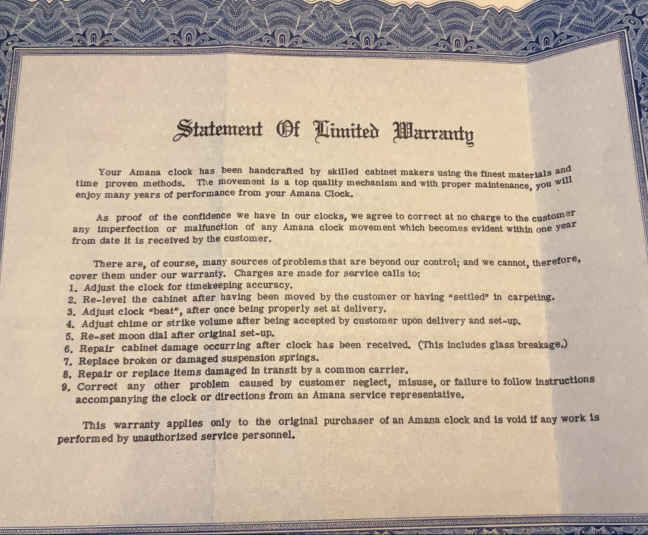 Statement Of Limited Warranty
Your Amana clock has been handcrafted by skilled cabinet makers using the finest materials and
time proven methods. The movement is a top quality mechanism and with proper maintenance, you will
enjoy many years of performance from your Amana Clock.
As proof of the confidence we have in our clocks, we agree to correct at no charge to the customer
any imperfection or malfunction of any Amana clock movement which becomes evident within one year
from date it is received by the customer.
There are, of course, many sources of problems that are beyond our control; and we cannot, therefore,
cover them under our warranty. Charges are made for service calls to:
1. Adjust the clock for timekeeping accuracy.
2. Re-level the cabinet after having been moved by the customer or having "settled" in carpeting.
3. Adjust clock "beat", after once being properly set at delivery.
4. Adjust chime or strike volume after being accepted by customer upon delivery and set-up.
5. Re-set moon dial after original set-up.
6. Repair cabinet damage occurring after clock has been received. (This includes glass breakage.)
7. Replace broken or damaged suspension springs.
8. Repair or replace items damaged in transit by a common carrier.
9. Correct any other problem caused by customer neglect, misuse, or failure to follow instructions
accompanying the clock or directions from an Amana service representative.
This warranty applies only to the original purchaser of an Amana clock and is void if any work is
performed by unauthorized service personnel.